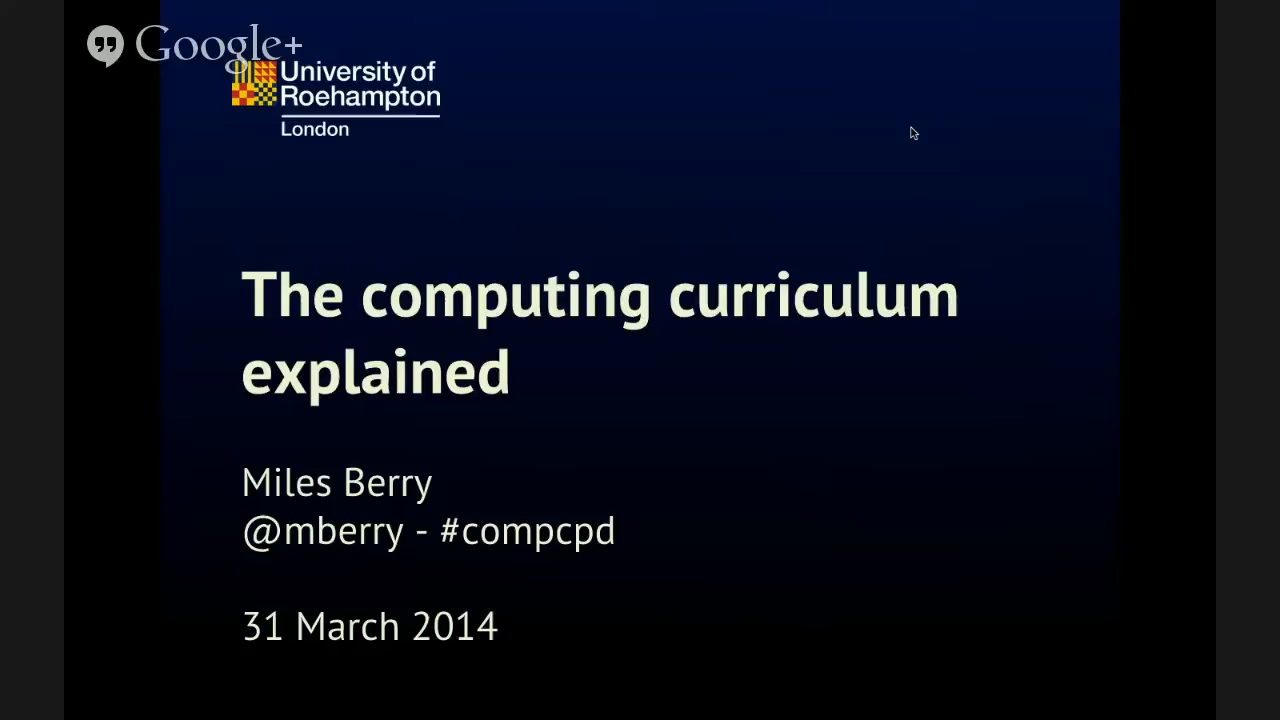 Google+
University of
Roehampton
London
The computing curriculum
explained
Miles Berry
@mberry - #compcpd
31 March 2014